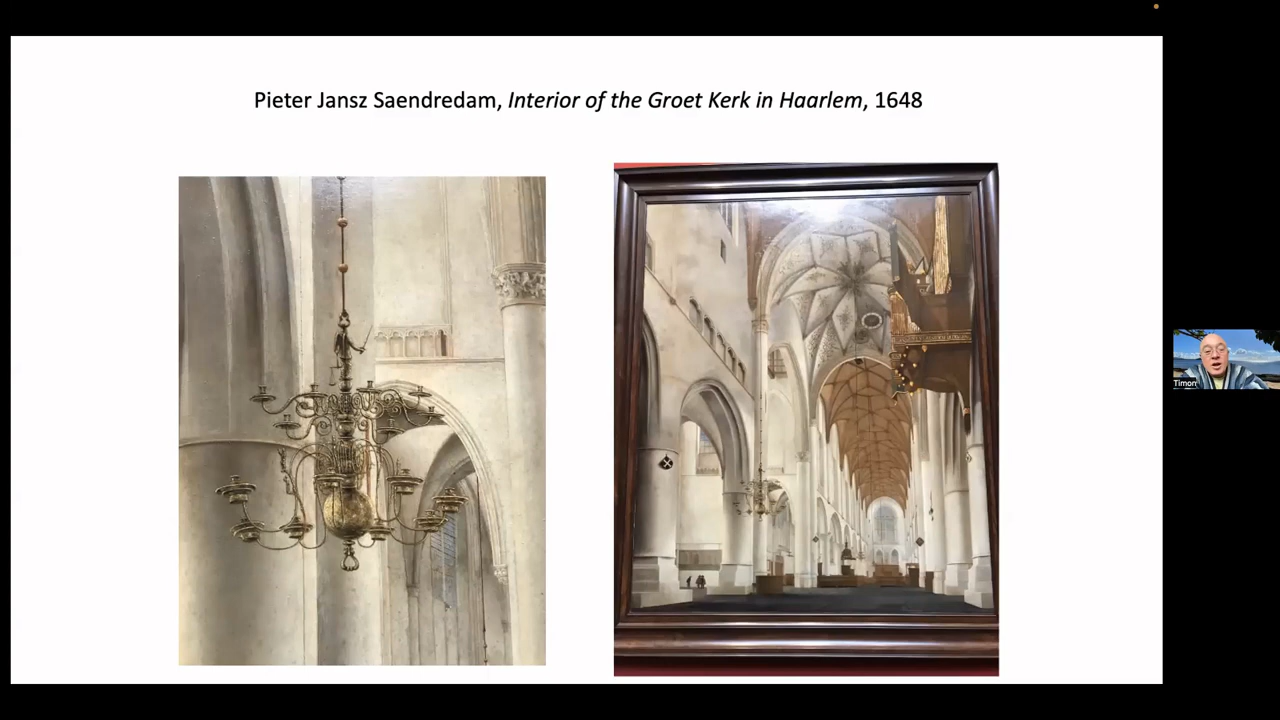 Pieter Jansz Saendredam, Interior of the Groet Kerk in Haarlem, 1648
Timon